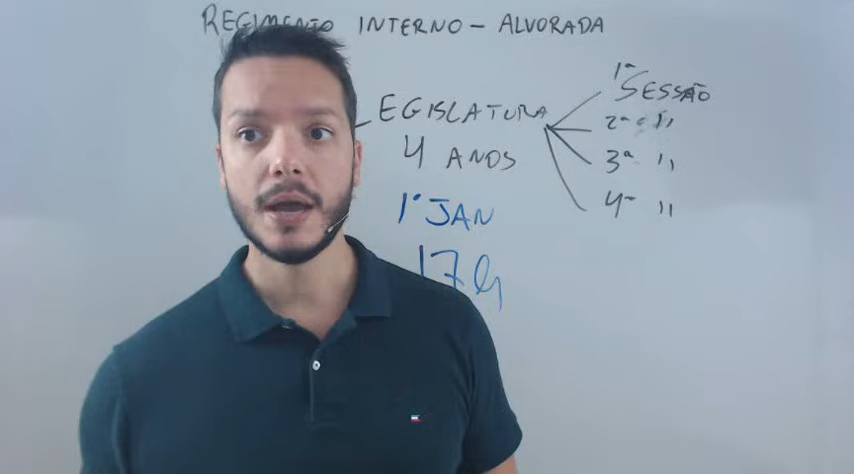 REGIMENTO INTERNO - ALVORADA
EGISLATURA
4 ANOS
1º JAN
17h
1ª SESSÃO
2ª "
3ª "
4ª "